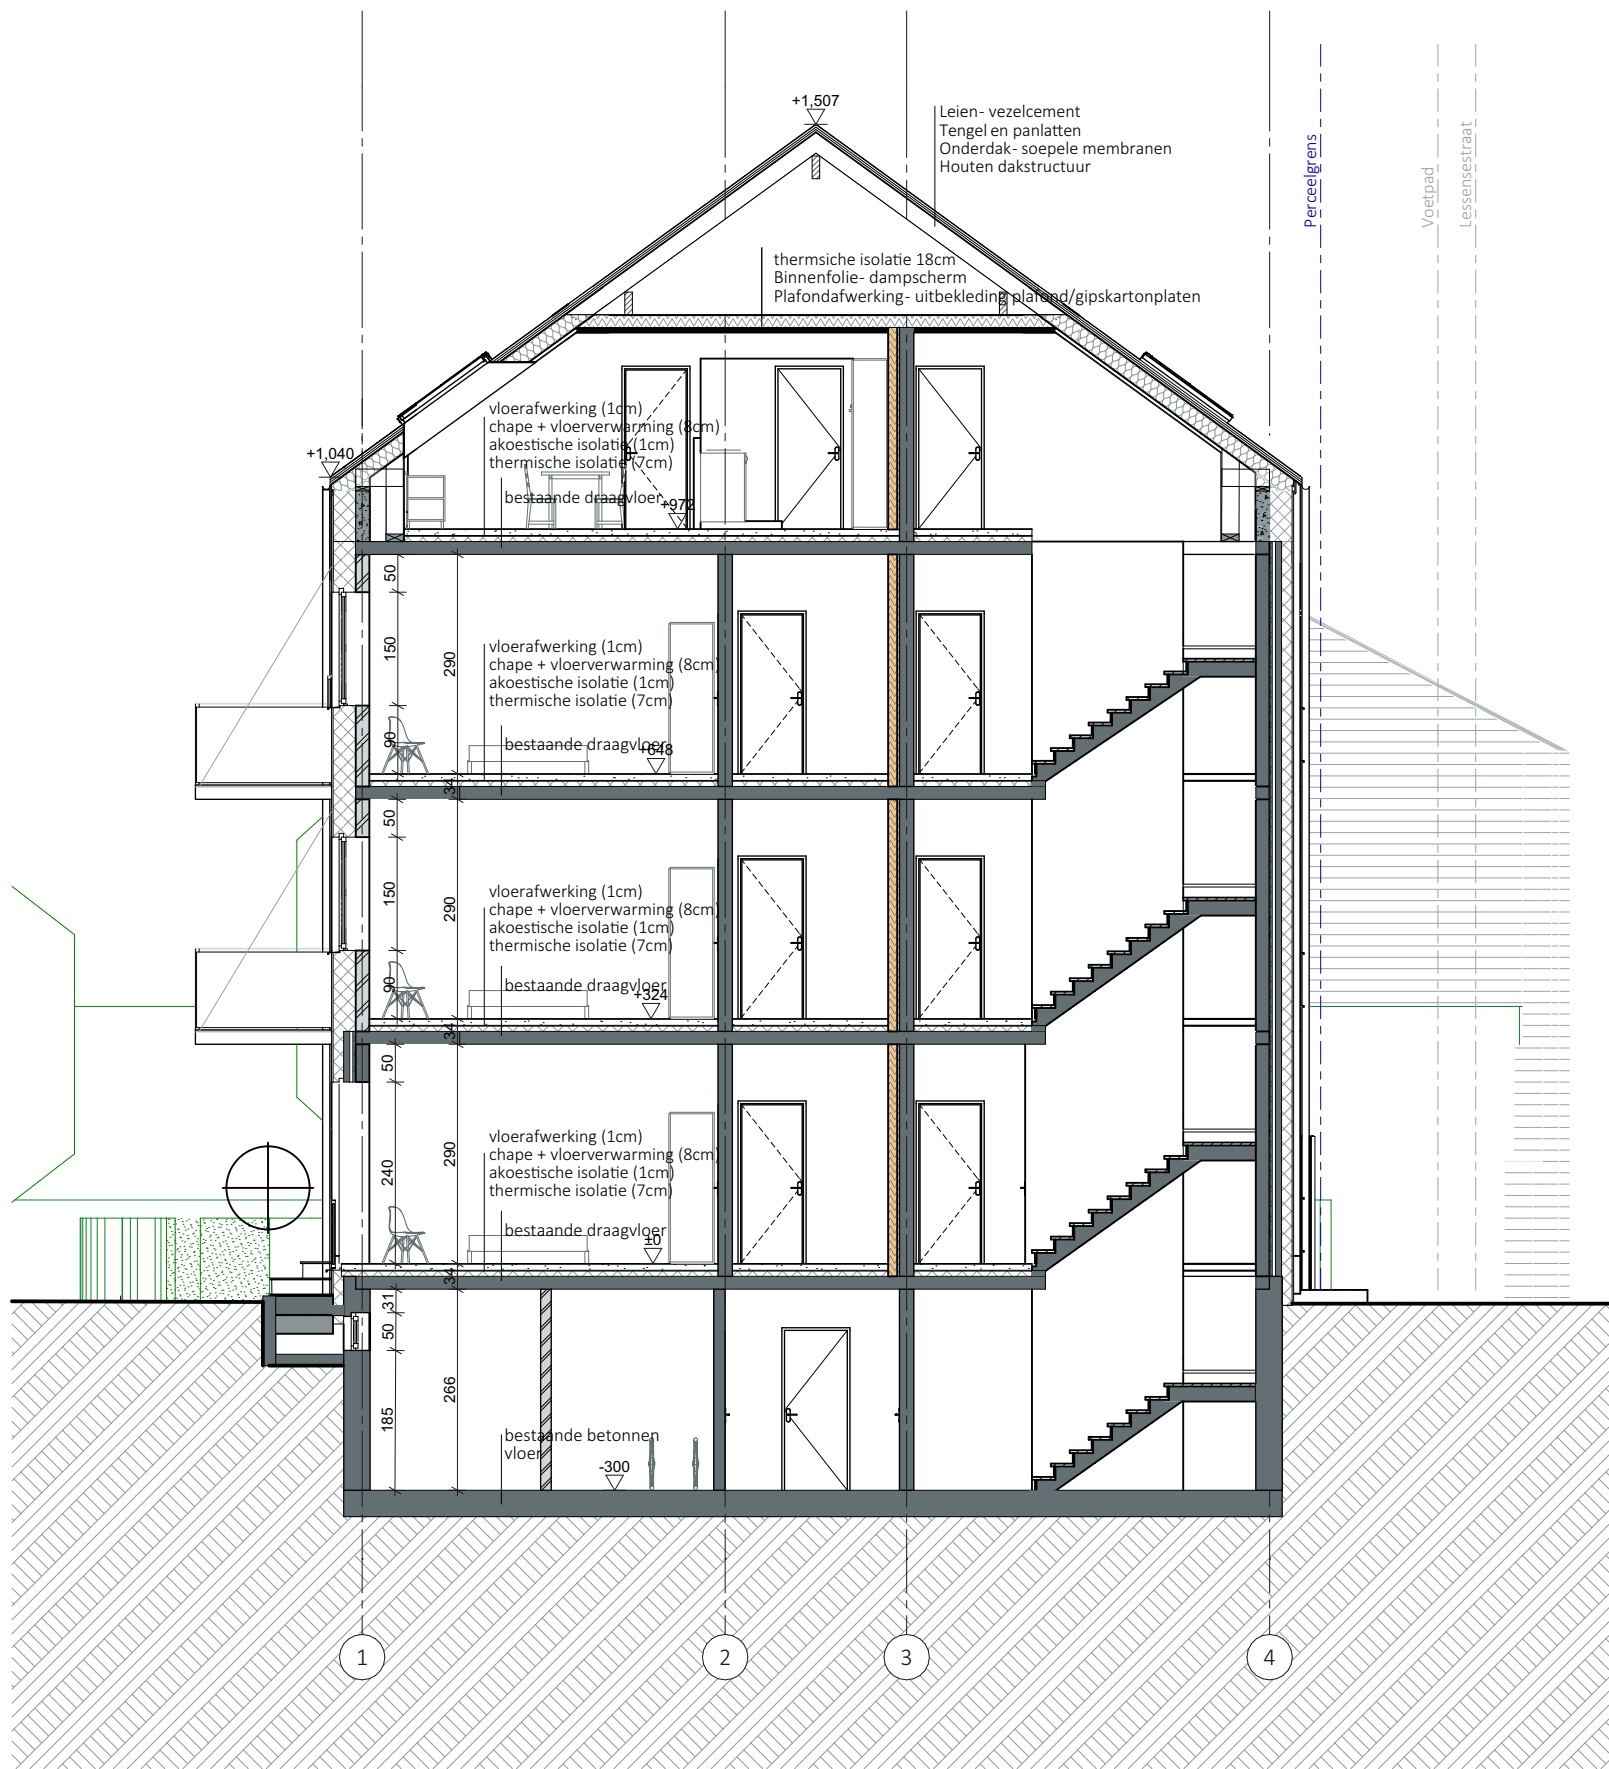 +1,507
Leien- vezelcement
Tengel en panlatten
Onderdak- soepele membranen
Houten dakstructuur
Perceelgrens
Voetpad
Lessensestraat
thermsiche isolatie 18cm
Binnenfolie- dampscherm
Plafondafwerking- uitbekleding plafond/gipskartonplaten
+1,040
vloerafwerking (1cm)
chape + vloerverwarming (8cm)
akoestische isolatie (1cm)
thermische isolatie (7cm)
bestaande draagvloer
+972
50
150
290
90
34
vloerafwerking (1cm)
chape + vloerverwarming (8cm)
akoestische isolatie (1cm)
thermische isolatie (7cm)
bestaande draagvloer
+648
50
150
290
90
34
vloerafwerking (1cm)
chape + vloerverwarming (8cm)
akoestische isolatie (1cm)
thermische isolatie (7cm)
bestaande draagvloer
+324
50
240
290
34
vloerafwerking (1cm)
chape + vloerverwarming (8cm)
akoestische isolatie (1cm)
thermische isolatie (7cm)
bestaande draagvloer
±0
31
50
185
266
bestaande betonnen
vloer
-300
1
2
3
4